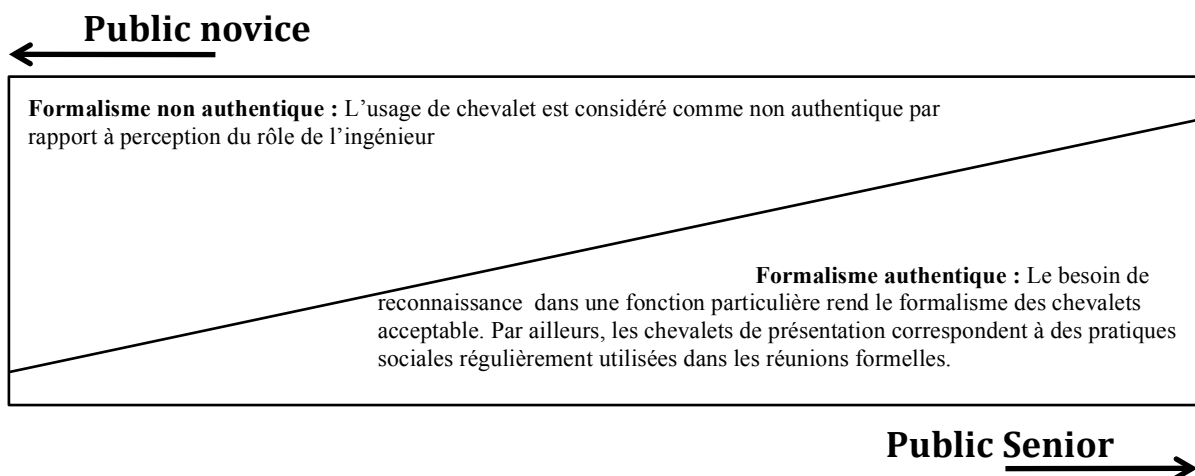 Public novice
Formalisme non authentique : L’usage de chevalet est considéré comme non authentique par
rapport à perception du rôle de l’ingénieur
Formalisme authentique : Le besoin de
reconnaissance dans une fonction particulière rend le formalisme des chevalets
acceptable. Par ailleurs, les chevalets de présentation correspondent à des pratiques
sociales régulièrement utilisées dans les réunions formelles.
Public Senior